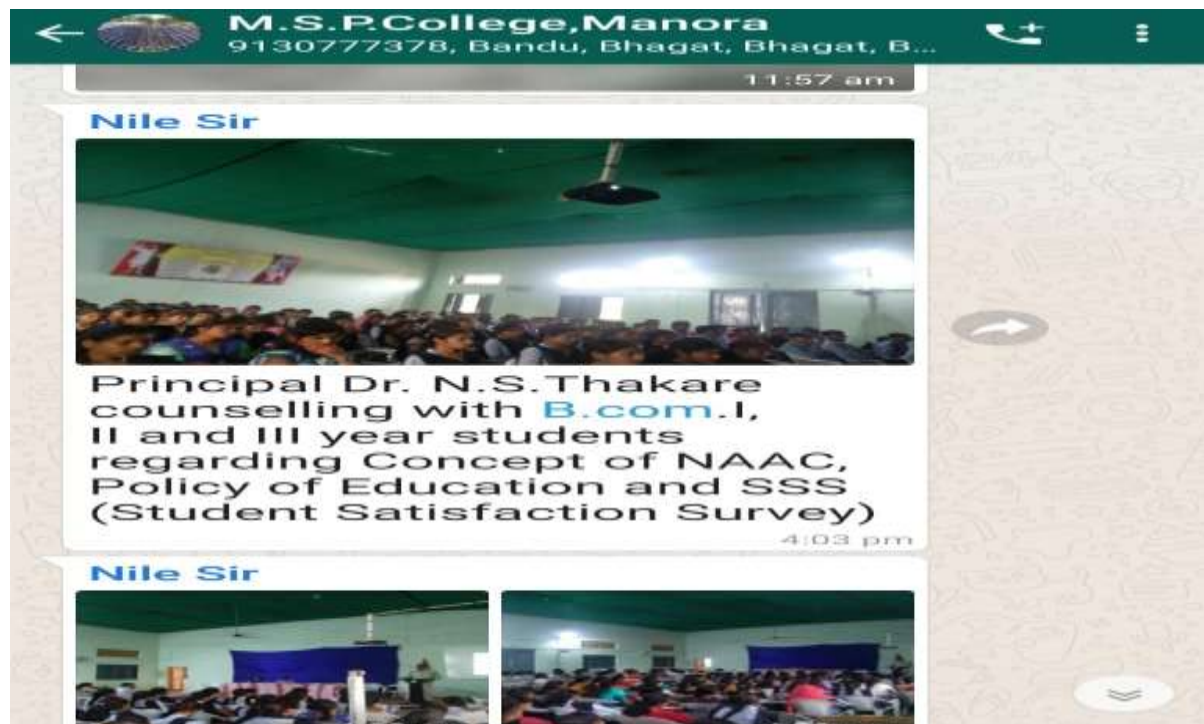 M.S.P.College,Manora
9130777378, Bandu, Bhagat, Bhagat, B...
11:57 am
Nile Sir
Principal Dr. N.S.Thakare
counselling with B.com.I,
II and III year students
regarding Concept of NAAC,
Policy of Education and SSS
(Student Satisfaction Survey)
4:03 pm
Nile Sir